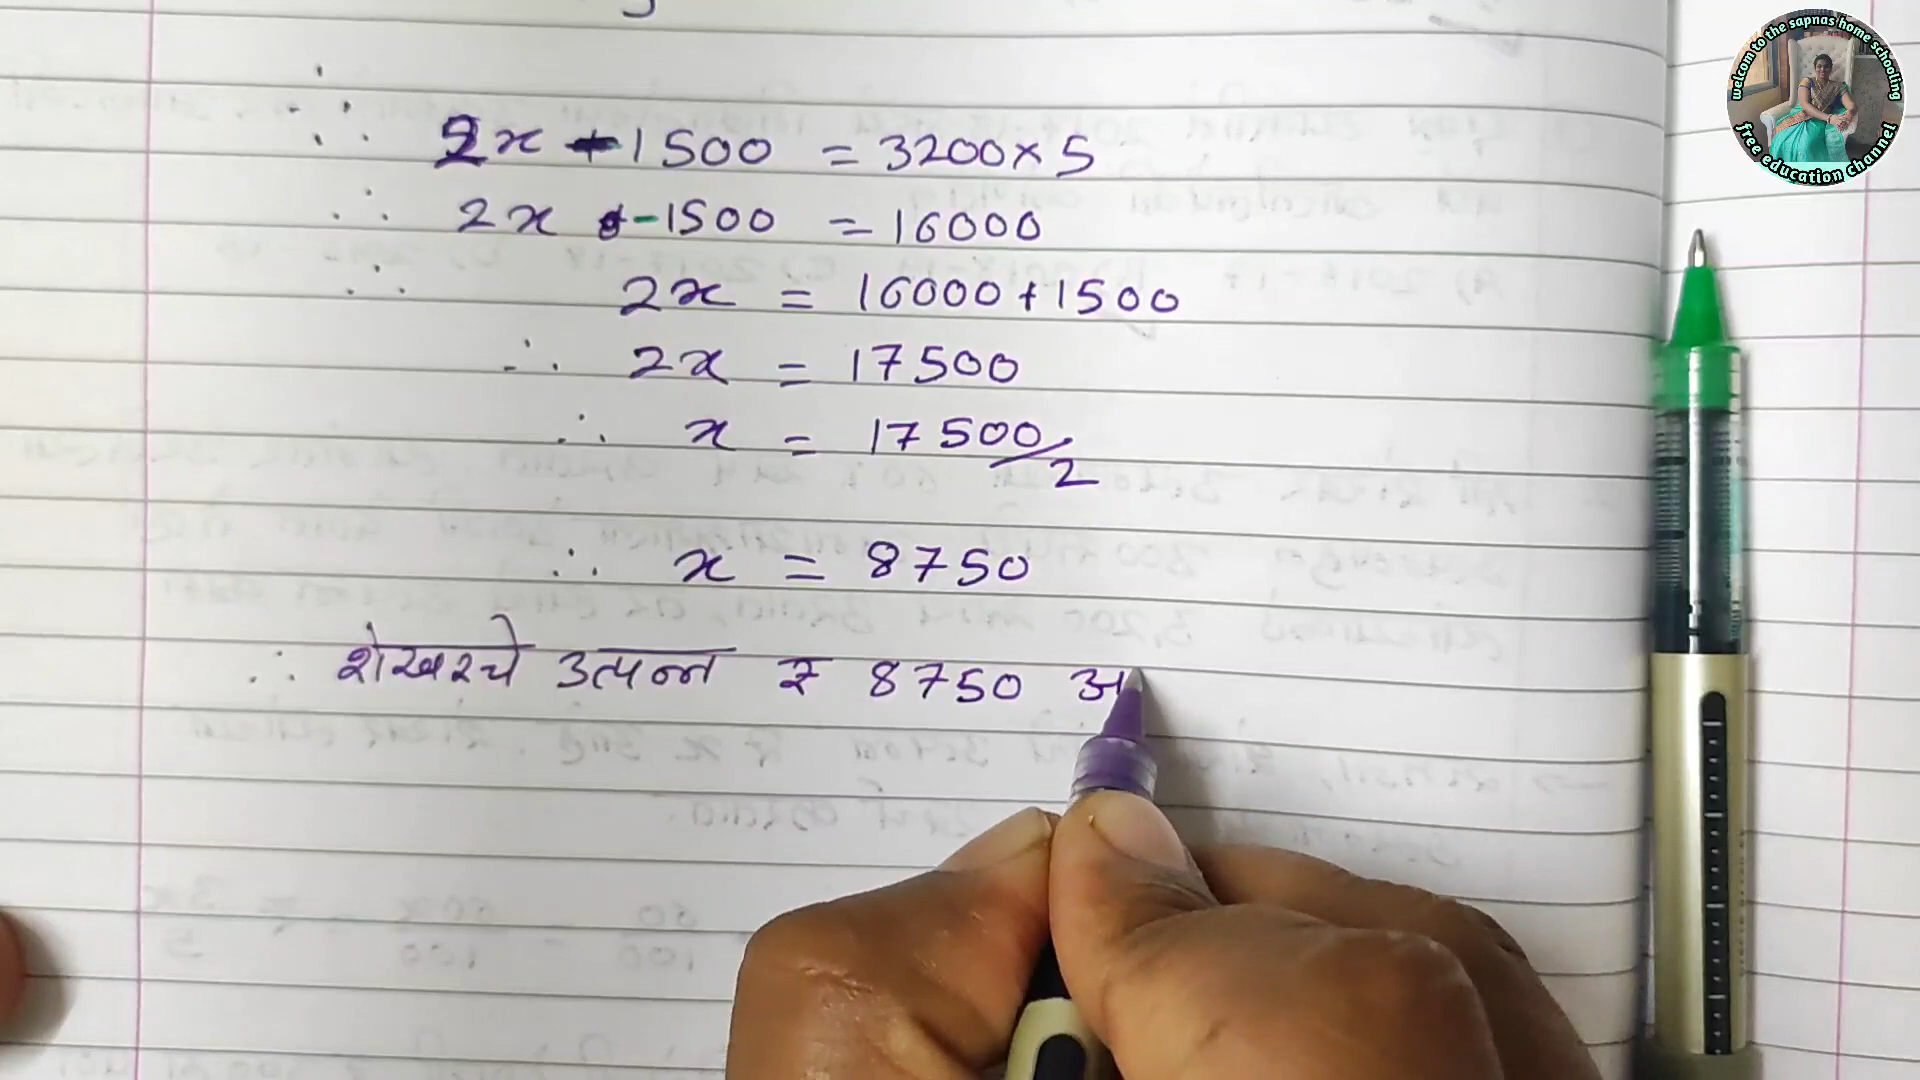 ∴ 2x - 1500 = 3200 × 5
∴ 2x - 1500 = 16000
∴ 2x = 16000 + 1500
∴ 2x = 17500
∴ x = 17500/2
∴ x = 8750
∴ शेखरचे उत्पन्न ₹ 8750 अ
welcom to the sapnas home schooling
free education channel